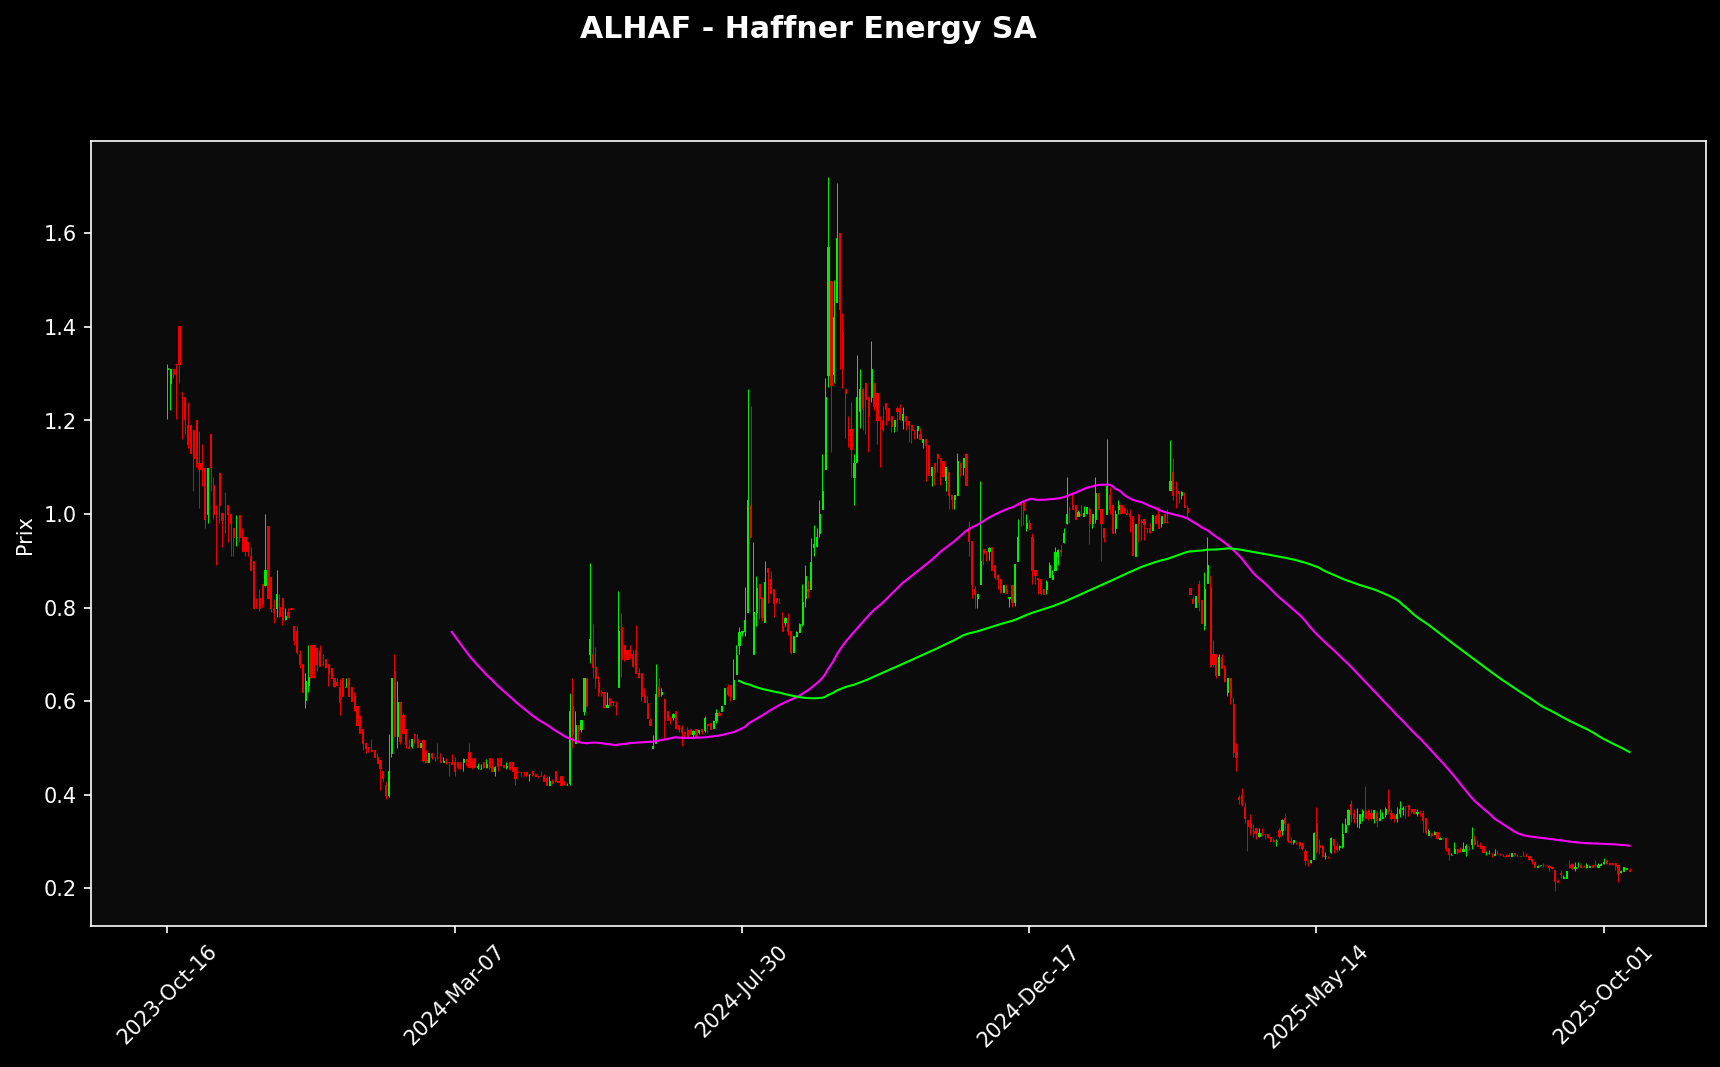 ALHAF - Haffner Energy SA
Prix
1.6
1.4
1.2
1.0
0.8
0.6
0.4
0.2
2023-Oct-16
2024-Mar-07
2024-Jul-30
2024-Dec-17
2025-May-14
2025-Oct-01